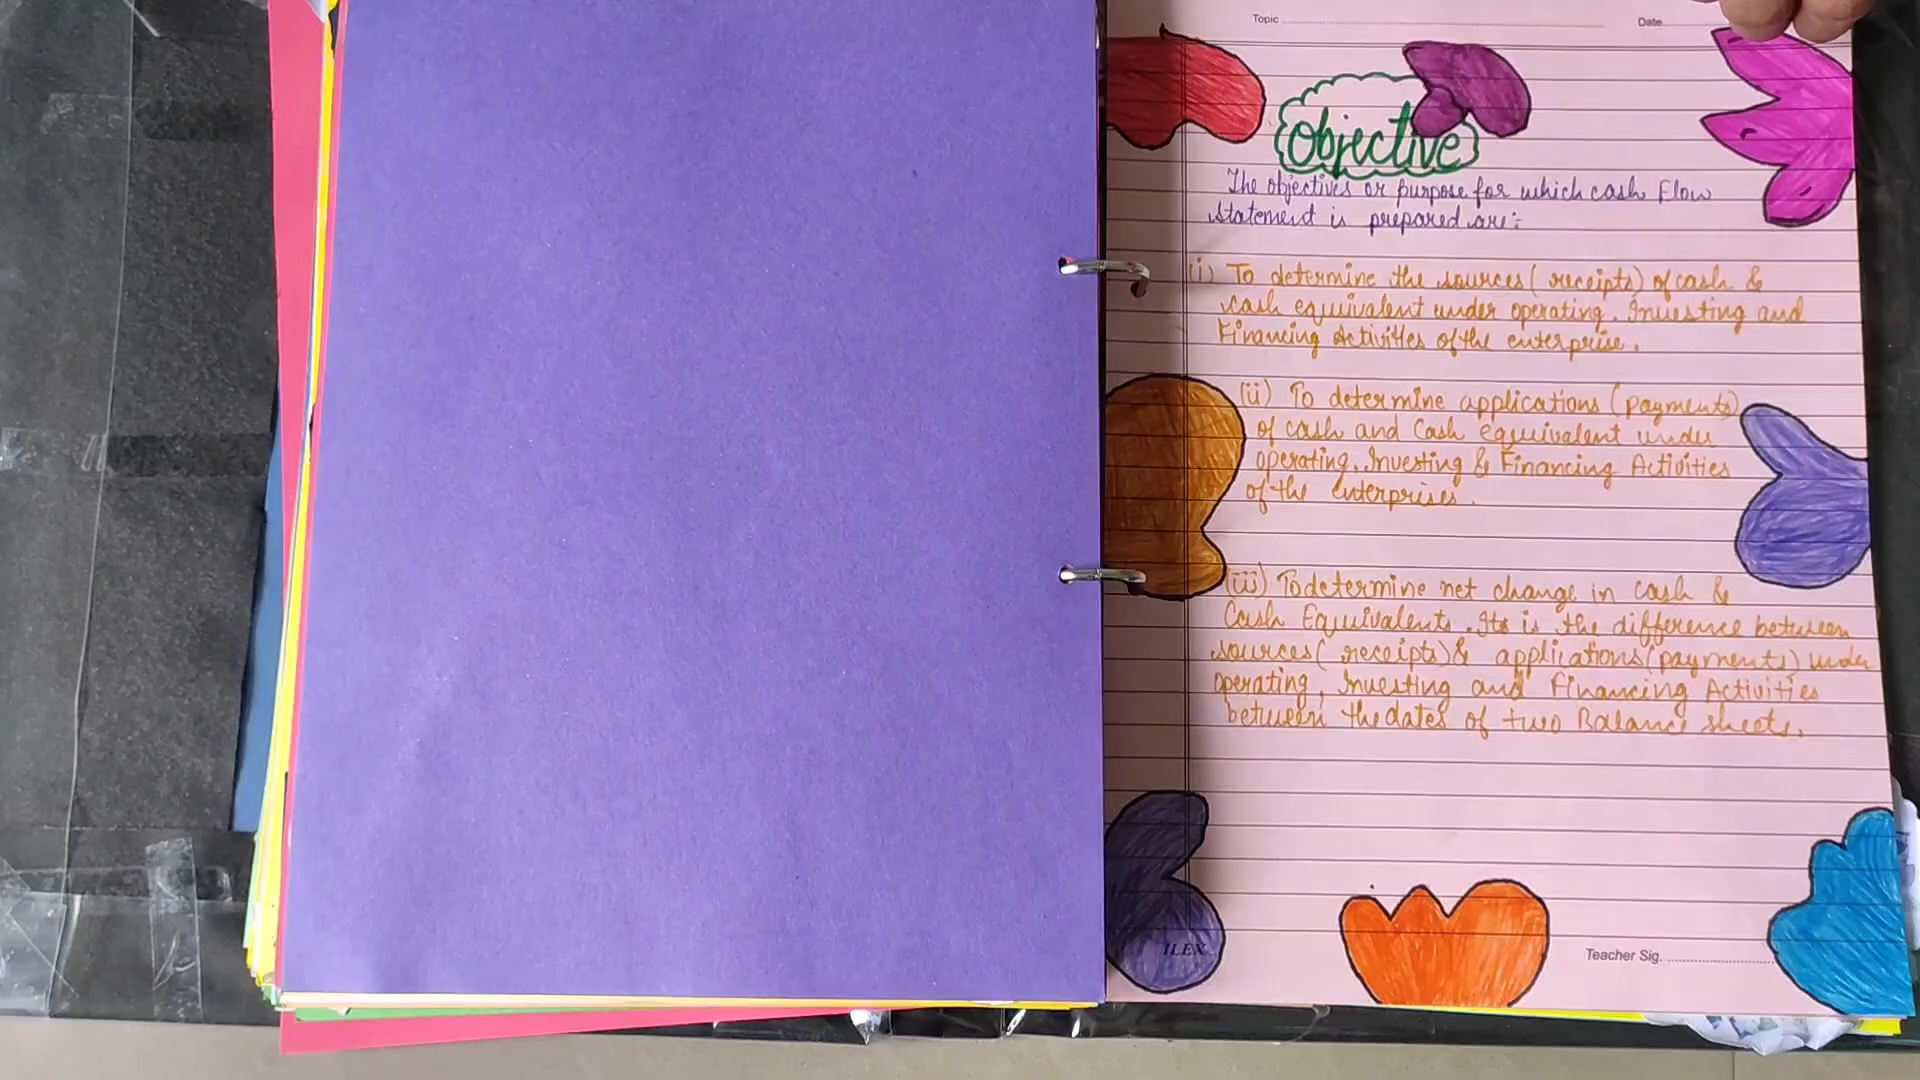 Topic
Date
Objective
The objectives or purpose for which cash Flow
statement is prepared are:-
(i) To determine the sources( receipts) of cash &
cash equivalent under operating, Investing and
Financing Activities of the enterprise.
(ii) To determine applications (payments)
of cash and Cash equivalent under
operating, Investing & Financing Activities
of the enterprises.
(iii) To determine net change in cash &
Cash Equivalents. Its is the difference between
sources( receipts) & applications(payments) under
operating, Investing and Financing Activities
between the dates of two Balance sheets.
ILEX
Teacher Sig.